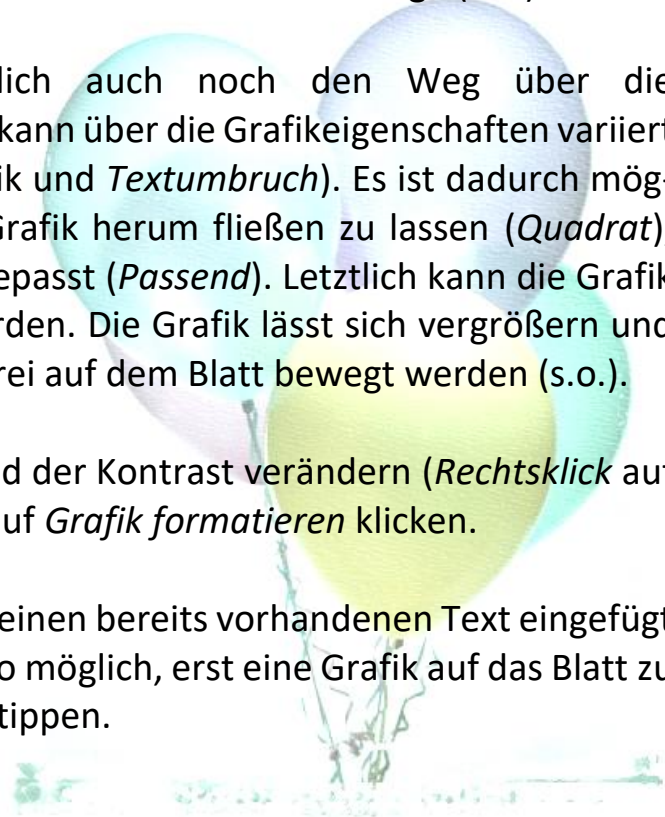 lich auch noch den Weg über die
kann über die Grafikeigenschaften variiert
ik und Textumbruch). Es ist dadurch mög-
Grafik herum fließen zu lassen (Quadrat)
epasst (Passend). Letztlich kann die Grafik
rden. Die Grafik lässt sich vergrößern und
rei auf dem Blatt bewegt werden (s.o.).
d der Kontrast verändern (Rechtsklick auf
uf Grafik formatieren klicken.
einen bereits vorhandenen Text eingefügt
o möglich, erst eine Grafik auf das Blatt zu
tippen.